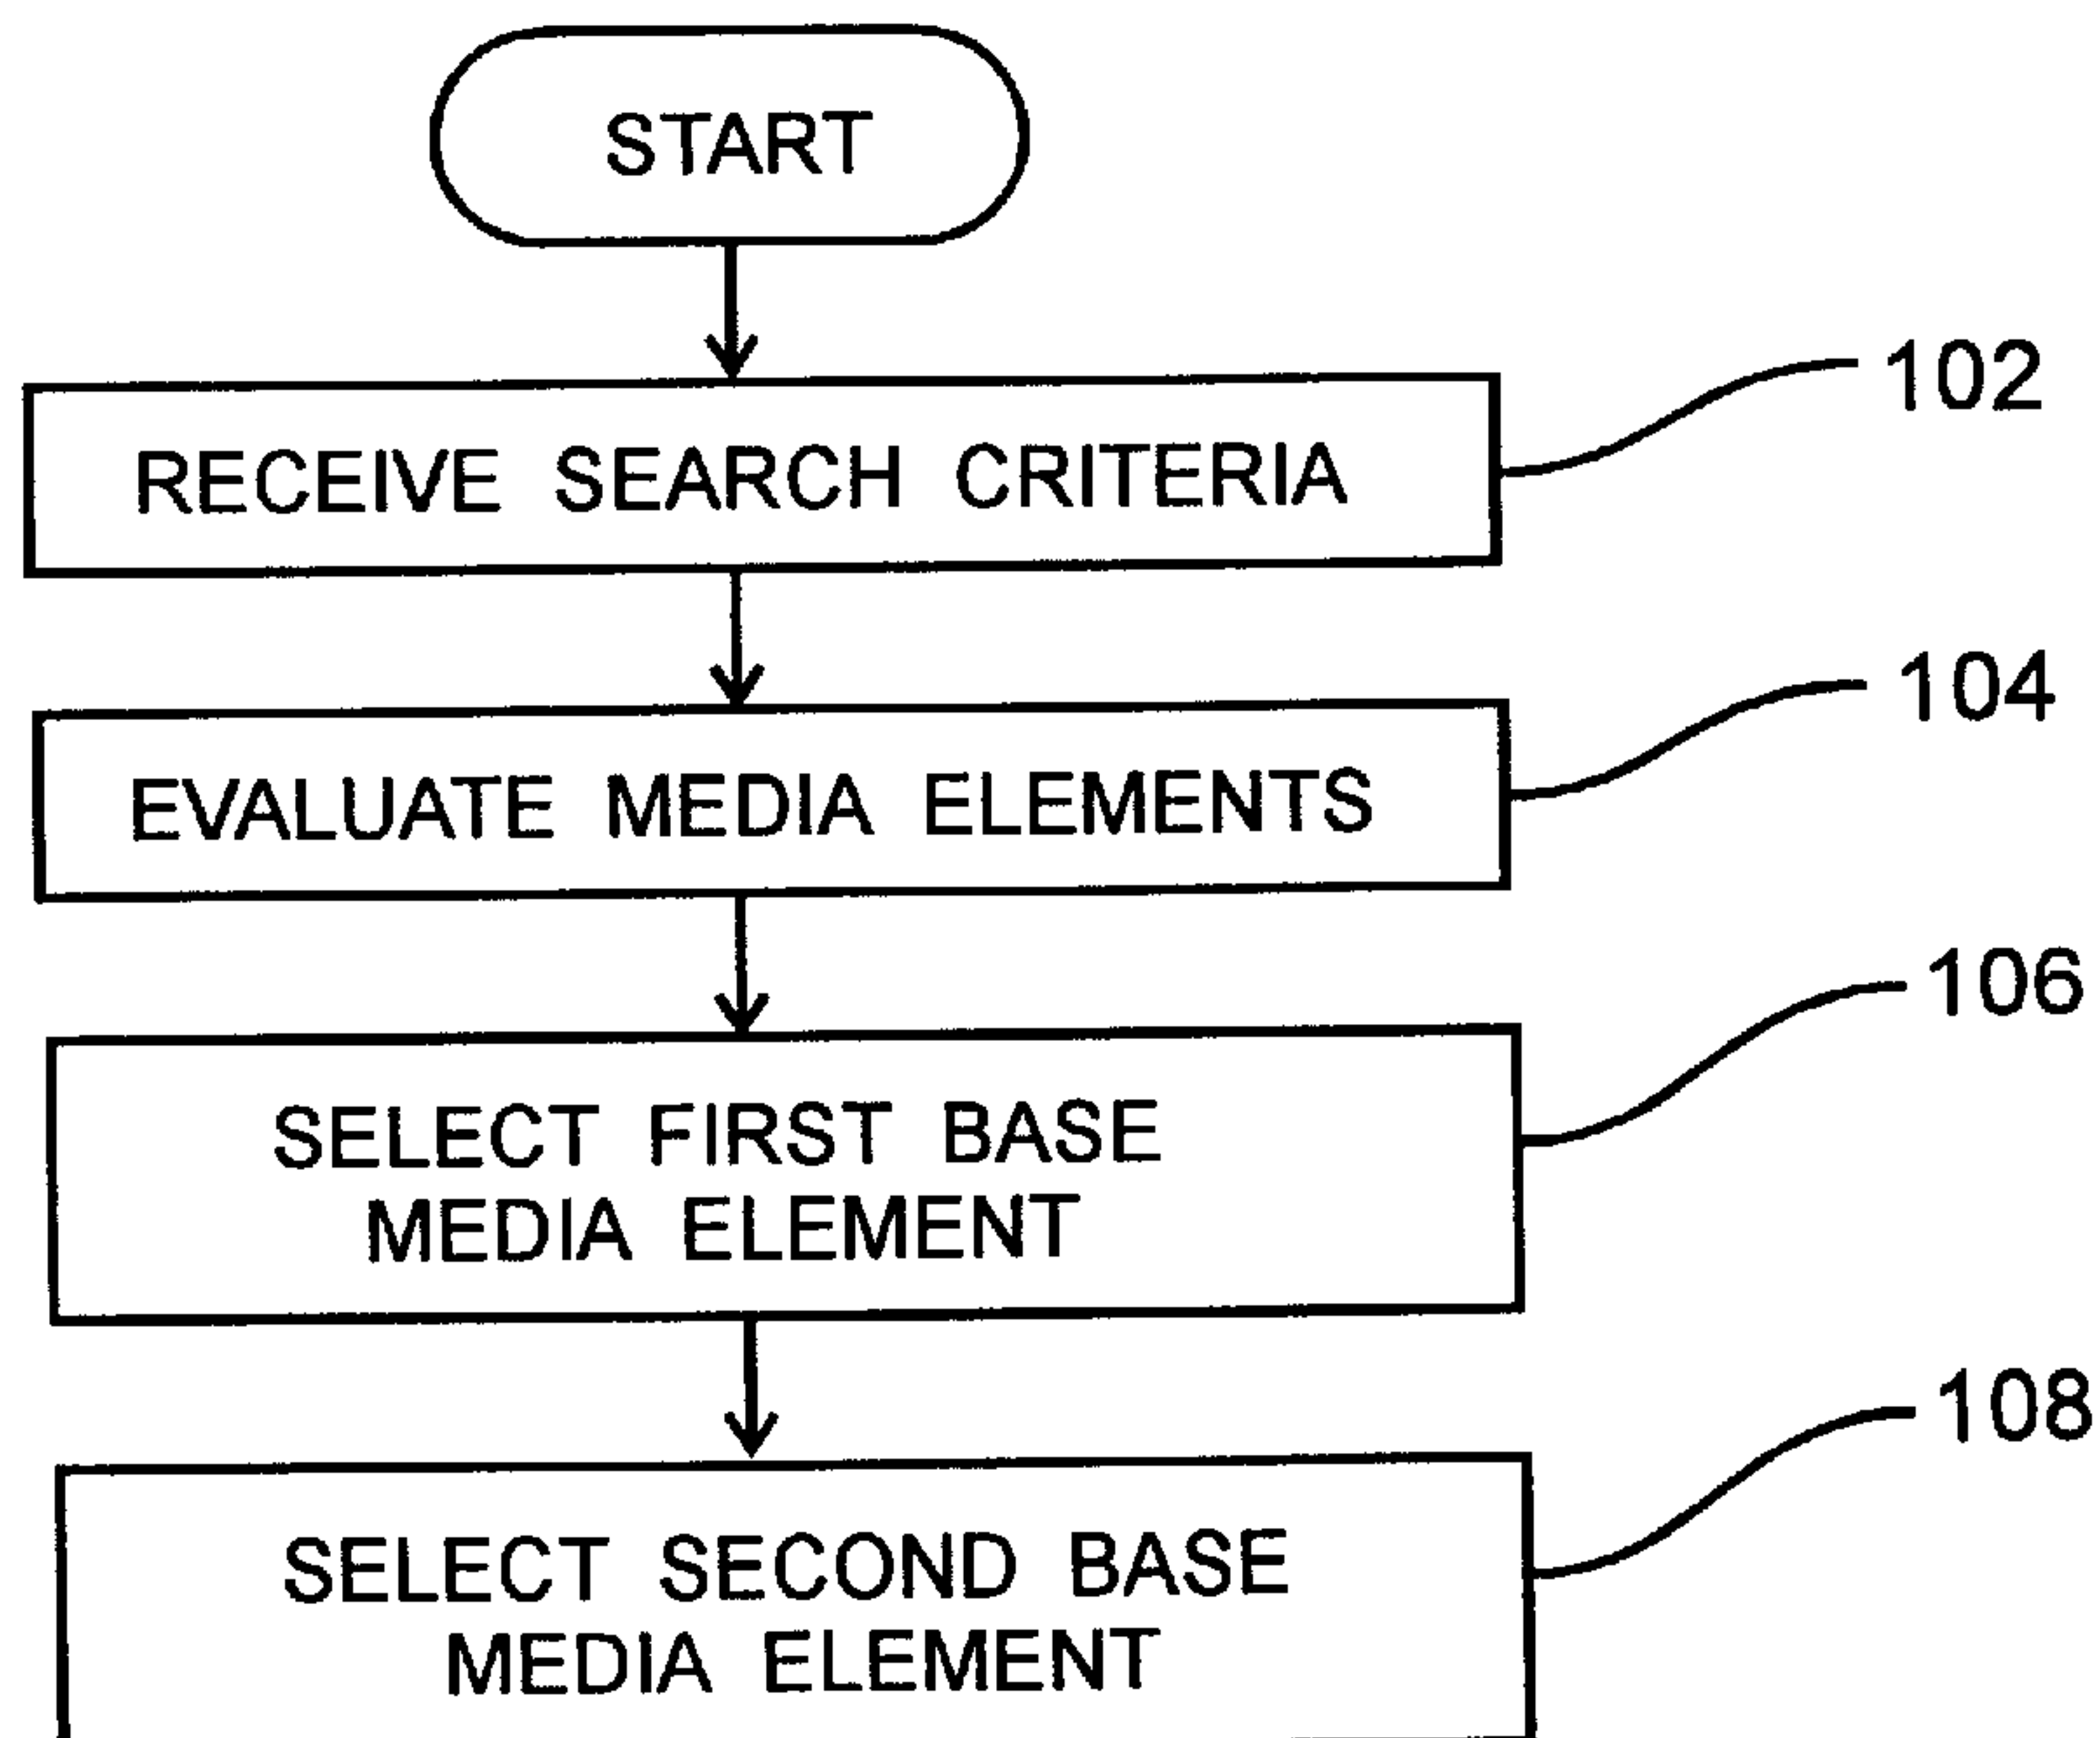 START
102
RECEIVE SEARCH CRITERIA
104
EVALUATE MEDIA ELEMENTS
106
SELECT FIRST BASE
MEDIA ELEMENT
108
SELECT SECOND BASE
MEDIA ELEMENT